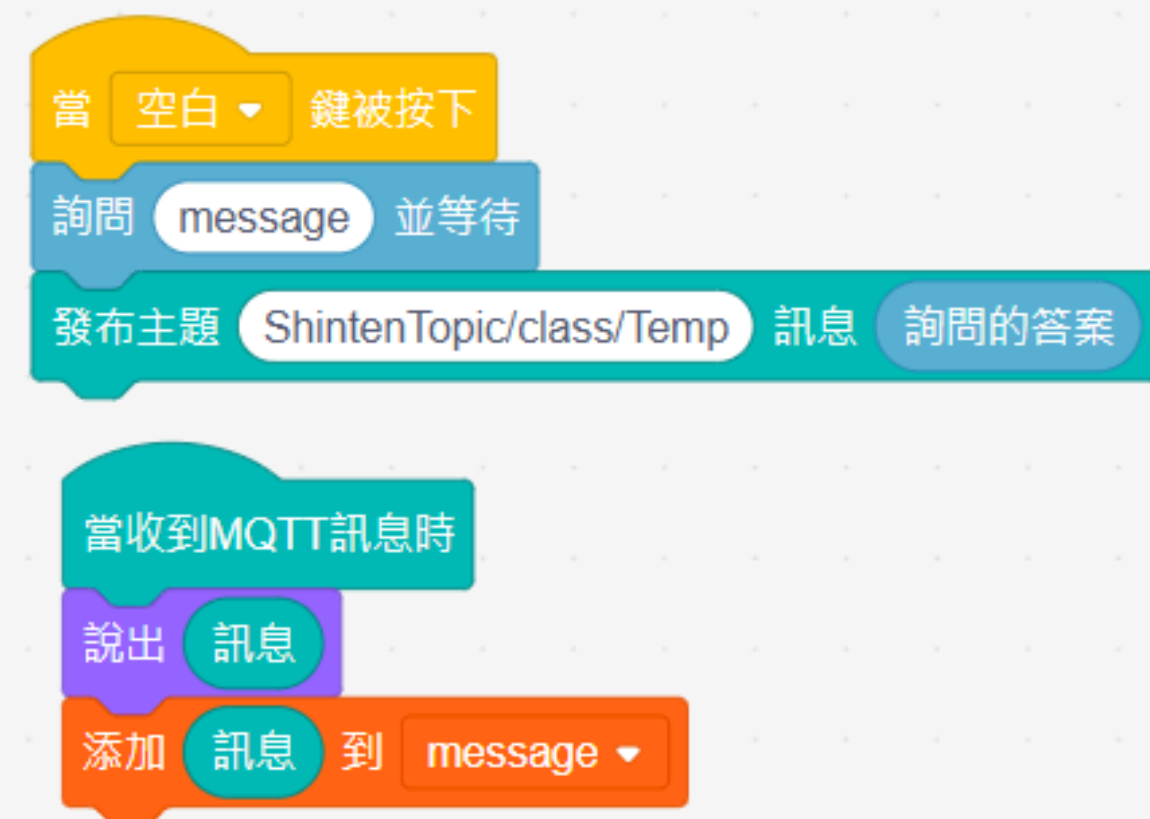 當 空白 鍵被按下
詢問 message 並等待
發布主題 ShintenTopic/class/Temp 訊息 詢問的答案
當收到MQTT訊息時
說出 訊息
添加 訊息 到 message